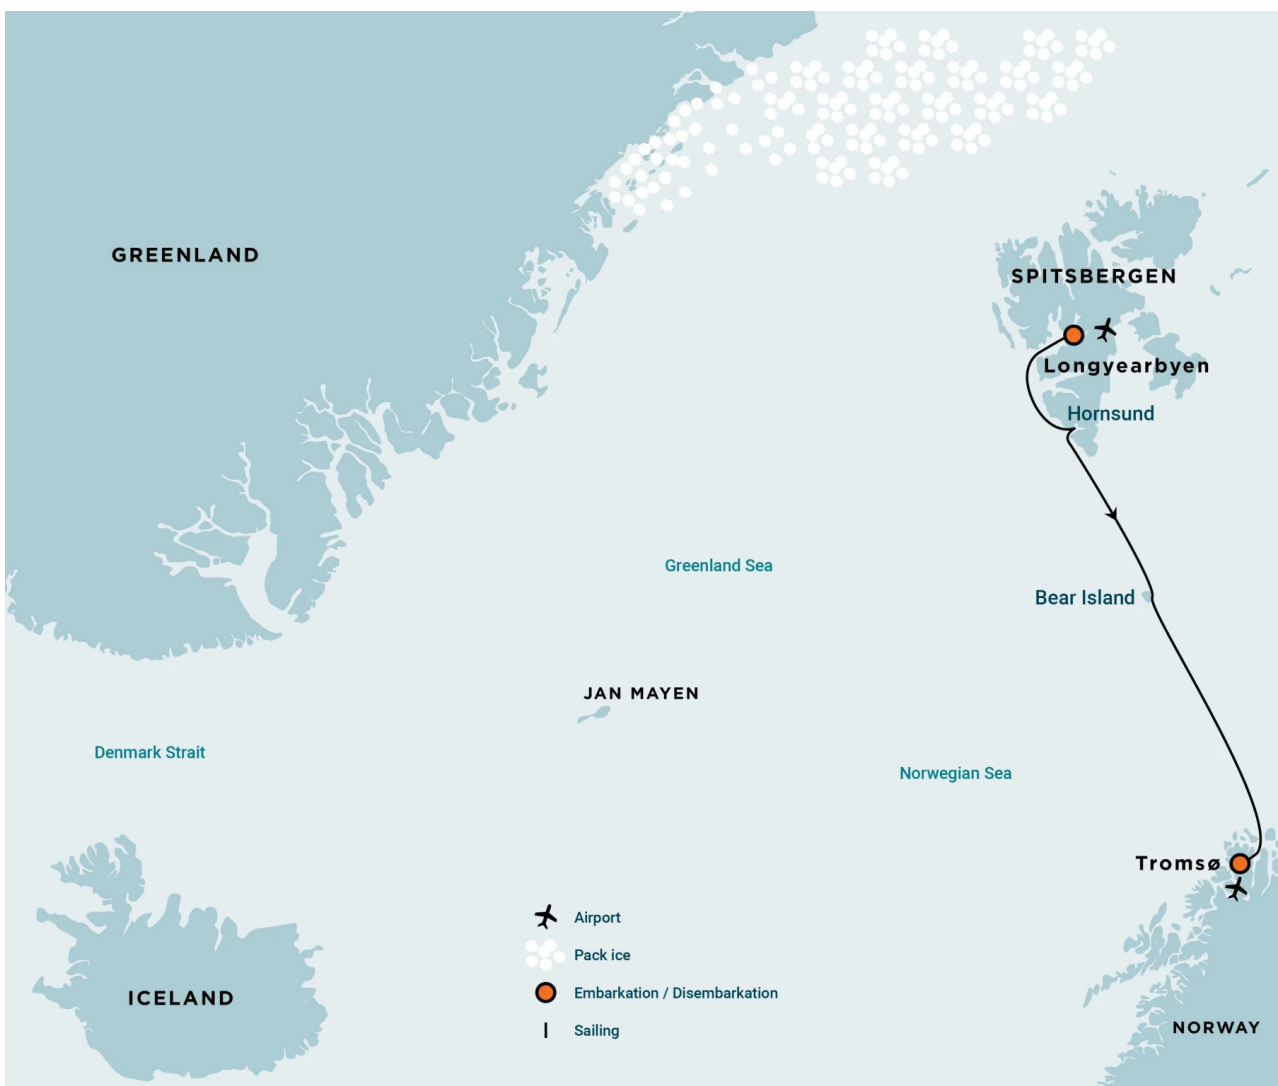 GREENLAND
SPITSBERGEN
Longyearbyen
Hornsund
Greenland Sea
Bear Island
JAN MAYEN
Denmark Strait
Norwegian Sea
Tromsø
Airport
Pack ice
Embarkation / Disembarkation
Sailing
ICELAND
NORWAY